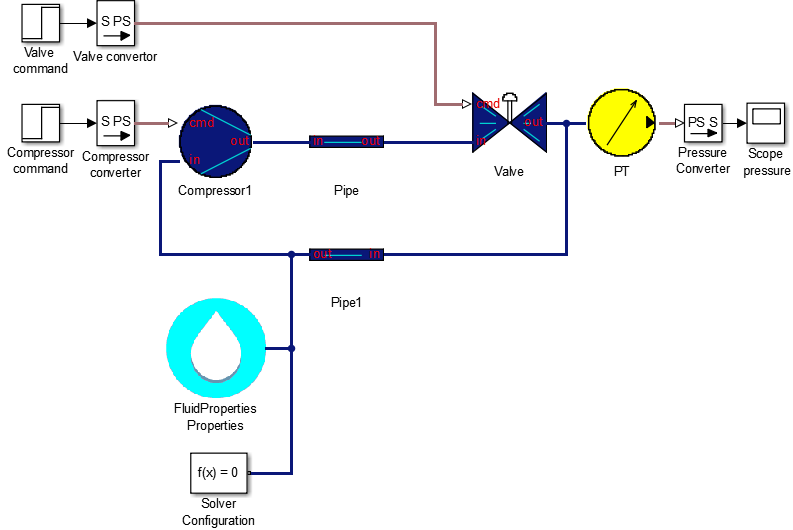 S PS
Valve
command
Valve convertor
S PS
cmd
out
in
Compressor
command
Compressor
converter
Compressor1
in
out
Pipe
cmd
out
in
Valve
PT
PS S
Pressure
Converter
Scope
pressure
out
in
Pipe1
FluidProperties
Properties
f(x) = 0
Solver
Configuration